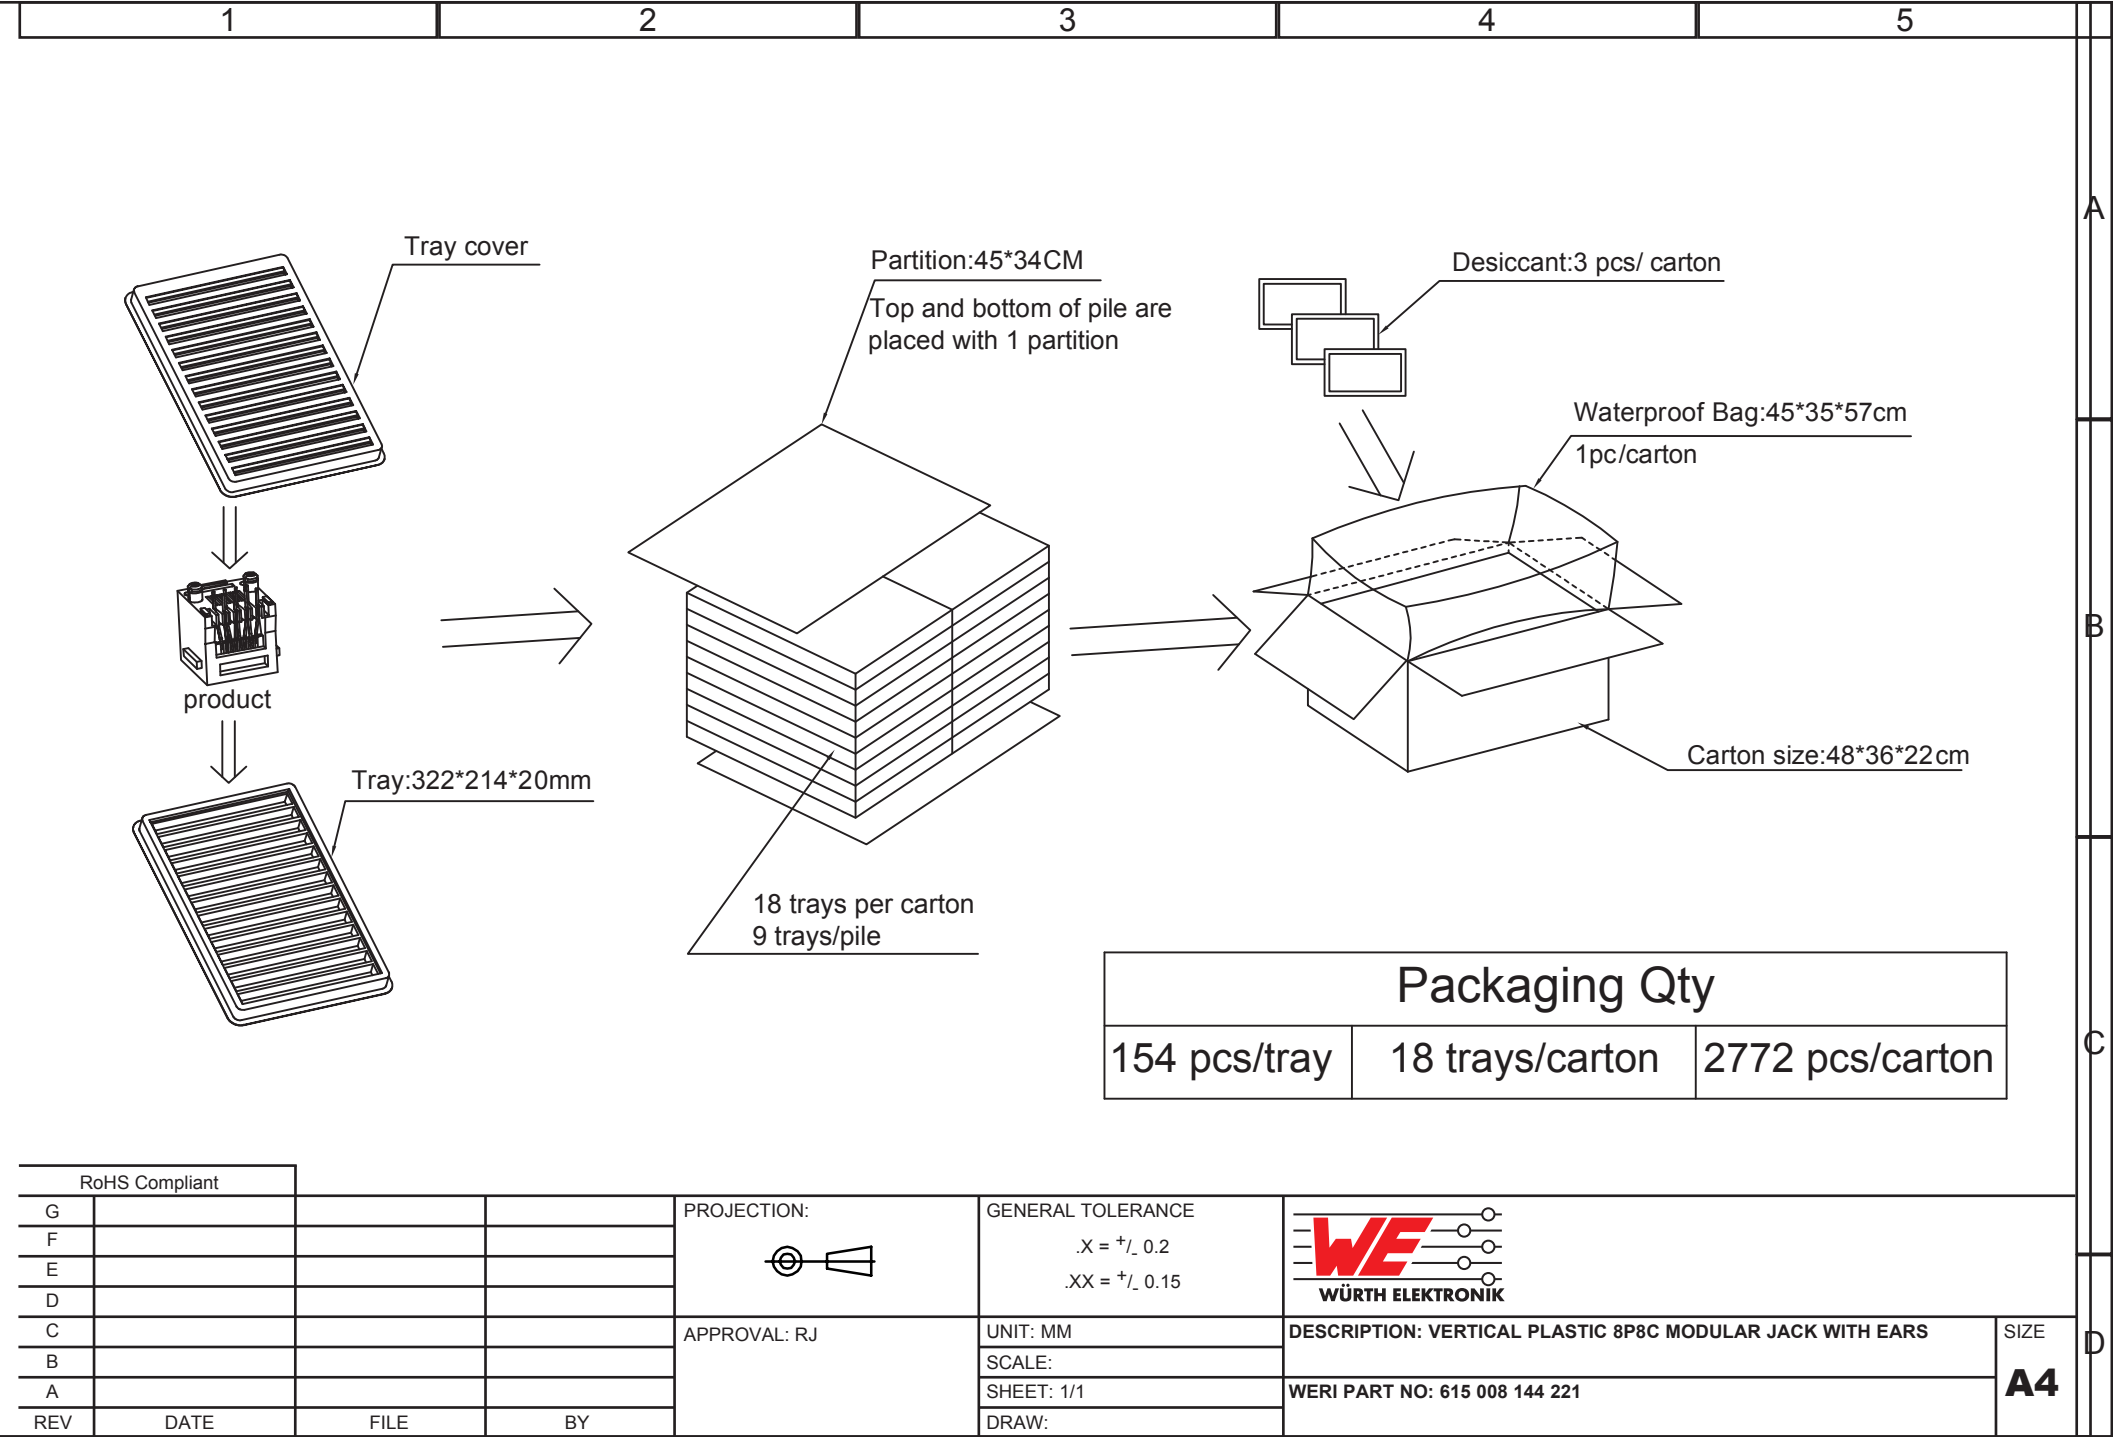 1 2 3 4 5
A
B
C
D
Tray cover
product
Tray:322*214*20mm
Partition:45*34CM
Top and bottom of pile are
placed with 1 partition
18 trays per carton
9 trays/pile
Desiccant:3 pcs/ carton
Waterproof Bag:45*35*57cm
1pc/carton
Carton size:48*36*22cm
Packaging Qty
154 pcs/tray 18 trays/carton 2772 pcs/carton
RoHS Compliant
G
F
E
D
C
B
A
REV DATE FILE BY
PROJECTION:
APPROVAL: RJ
GENERAL TOLERANCE
.X = +/- 0.2
.XX = +/- 0.15
UNIT: MM
SCALE:
SHEET: 1/1
DRAW:
WE
WÜRTH ELEKTRONIK
DESCRIPTION: VERTICAL PLASTIC 8P8C MODULAR JACK WITH EARS
WERI PART NO: 615 008 144 221
SIZE
A4